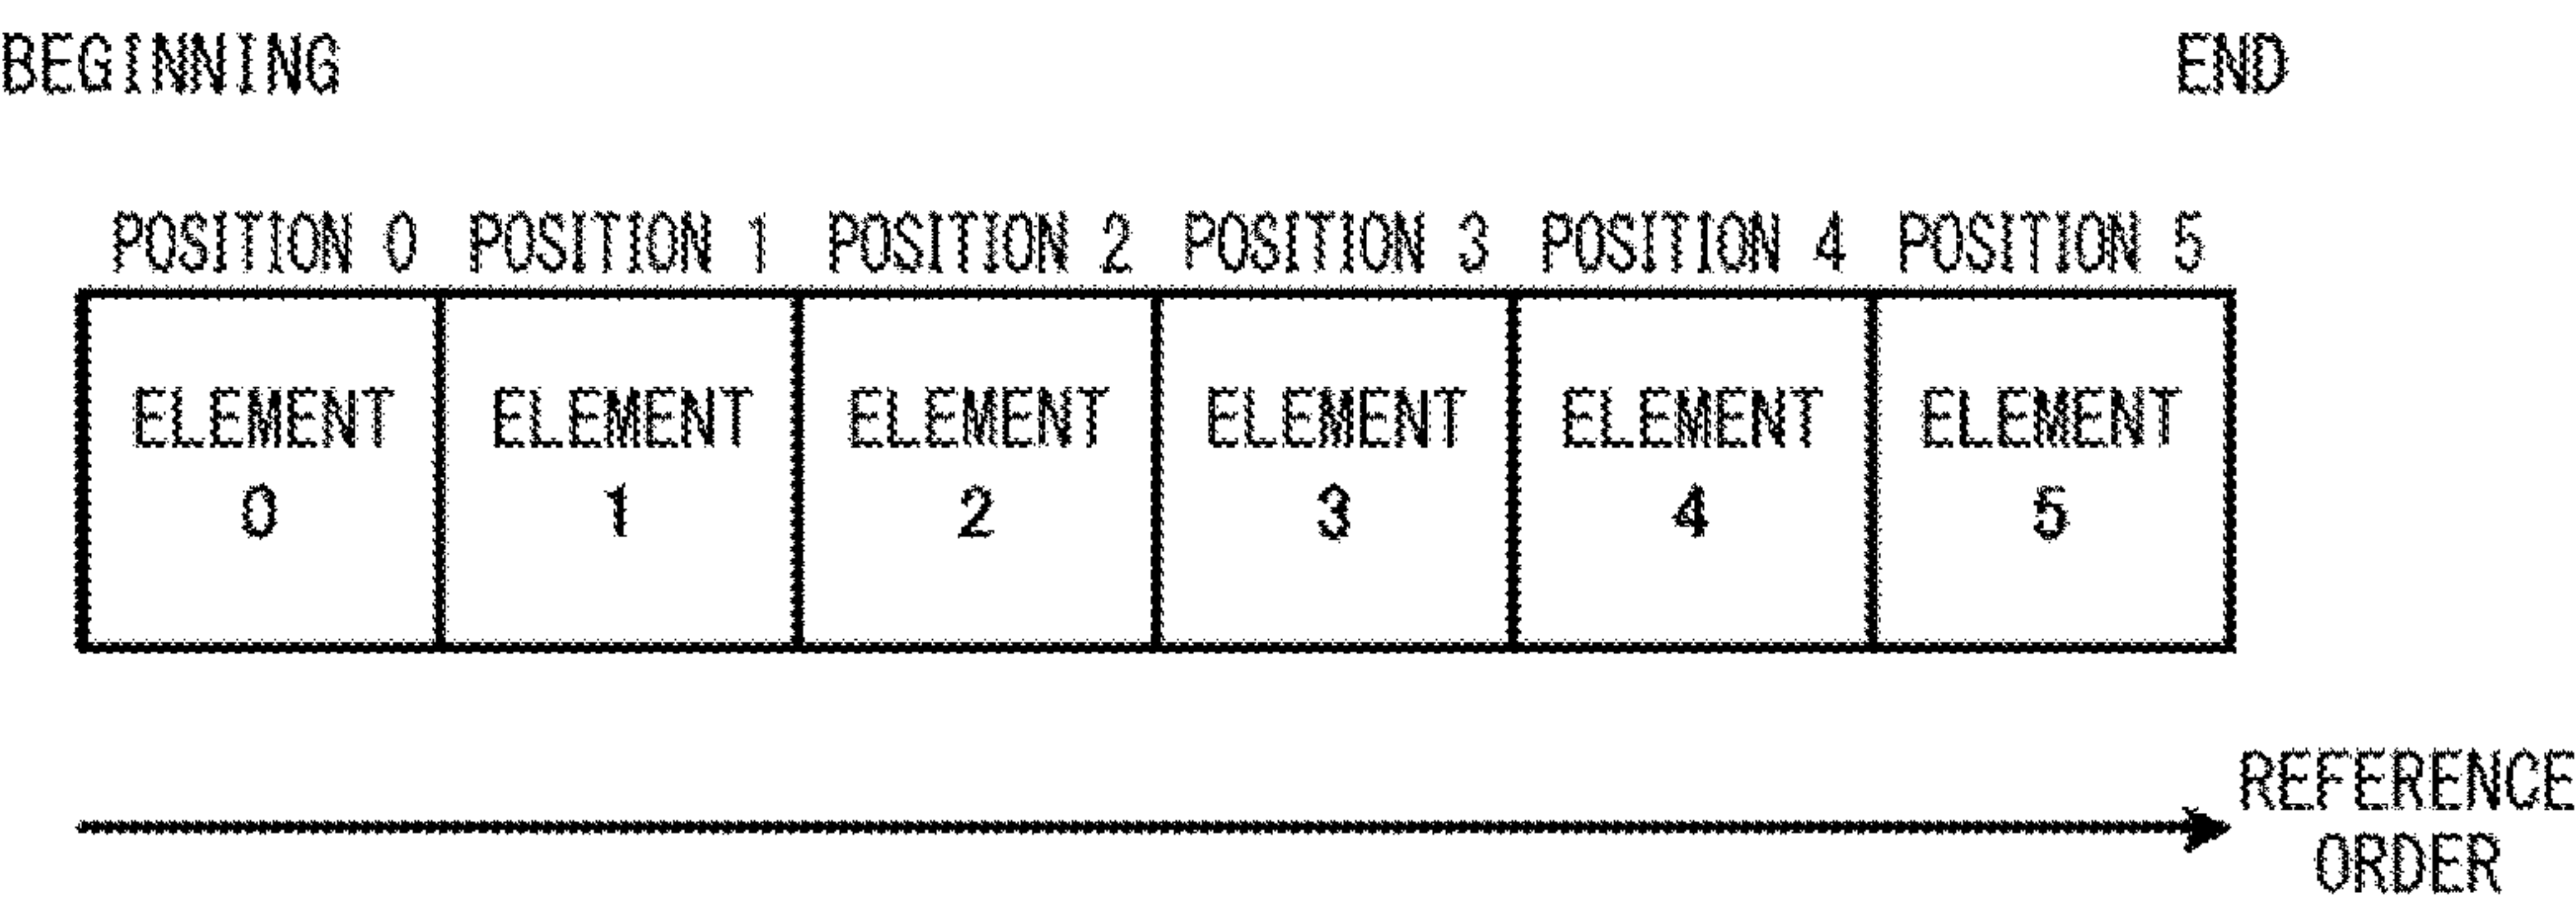 BEGINNING END
POSITION 0 POSITION 1 POSITION 2 POSITION 3 POSITION 4 POSITION 5
ELEMENT ELEMENT ELEMENT ELEMENT ELEMENT ELEMENT
0 1 2 3 4 5
REFERENCE
ORDER